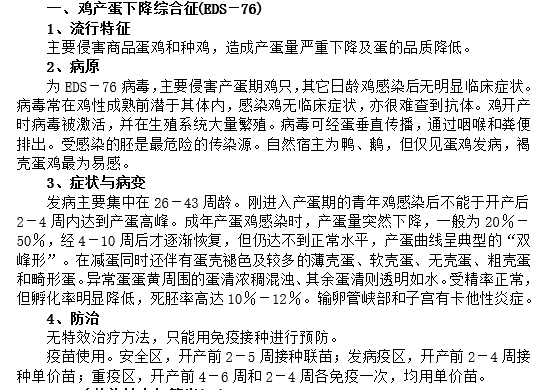 一、鸡产蛋下降综合征(EDS－76)
1、流行特征
主要侵害商品蛋鸡和种鸡，造成产蛋量严重下降及蛋的品质降低。
2、病原
为 EDS－76 病毒，主要侵害产蛋期鸡只，其它日龄鸡感染后无明显临床症状。
病毒常在鸡性成熟前潜于其体内，感染鸡无临床症状，亦很难查到抗体。鸡开产
时病毒被激活，并在生殖系统大量繁殖。病毒可经蛋垂直传播，通过咽喉和粪便
排出。受感染的胚是最危险的传染源。自然宿主为鸭、鹅，但仅见蛋鸡发病，褐
壳蛋鸡最为易感。
3、症状与病变
发病主要集中在 26－43 周龄。刚进入产蛋期的青年鸡感染后不能于开产后
2－4 周内达到产蛋高峰。成年产蛋鸡感染时，产蛋量突然下降，一般为 20％－
50％，经 4－10 周后才逐渐恢复，但仍达不到正常水平，产蛋曲线呈典型的“双
峰形”。在减蛋同时还伴有蛋壳褪色及较多的薄壳蛋、软壳蛋、无壳蛋、粗壳蛋
和畸形蛋。异常蛋蛋黄周围的蛋清浓稠混浊、其余蛋清则透明如水。受精率正常，
但孵化率明显降低，死胚率高达 10％－12％。输卵管峡部和子宫有卡他性炎症。
4、防治
无特效治疗方法，只能用免疫接种进行预防。
疫苗使用。安全区，开产前 2－5 周接种联苗；发病疫区，开产前 2－4 周接
种单价苗；重疫区，开产前 4－6 周和 2－4 周各免疫一次，均用单价苗。